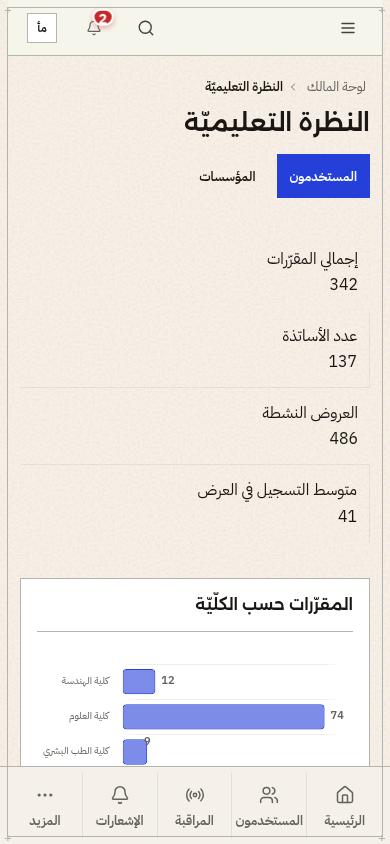 مأ
2
لوحة المالك › النظرة التعليميّة
النظرة التعليميّة
المستخدمون
المؤسسات
إجمالي المقرّرات
342
عدد الأساتذة
137
العروض النشطة
486
متوسط التسجيل في العرض
41
المقرّرات حسب الكلّيّة
كلية الهندسة 12
كلية العلوم 74
كلية الطب البشري 9
الرئيسية
المستخدمون
المراقبة
الإشعارات
المزيد